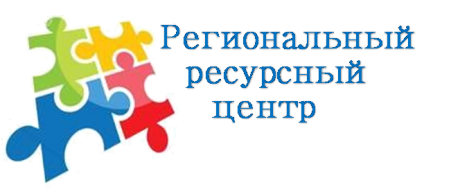 Региональный
ресурсный
центр